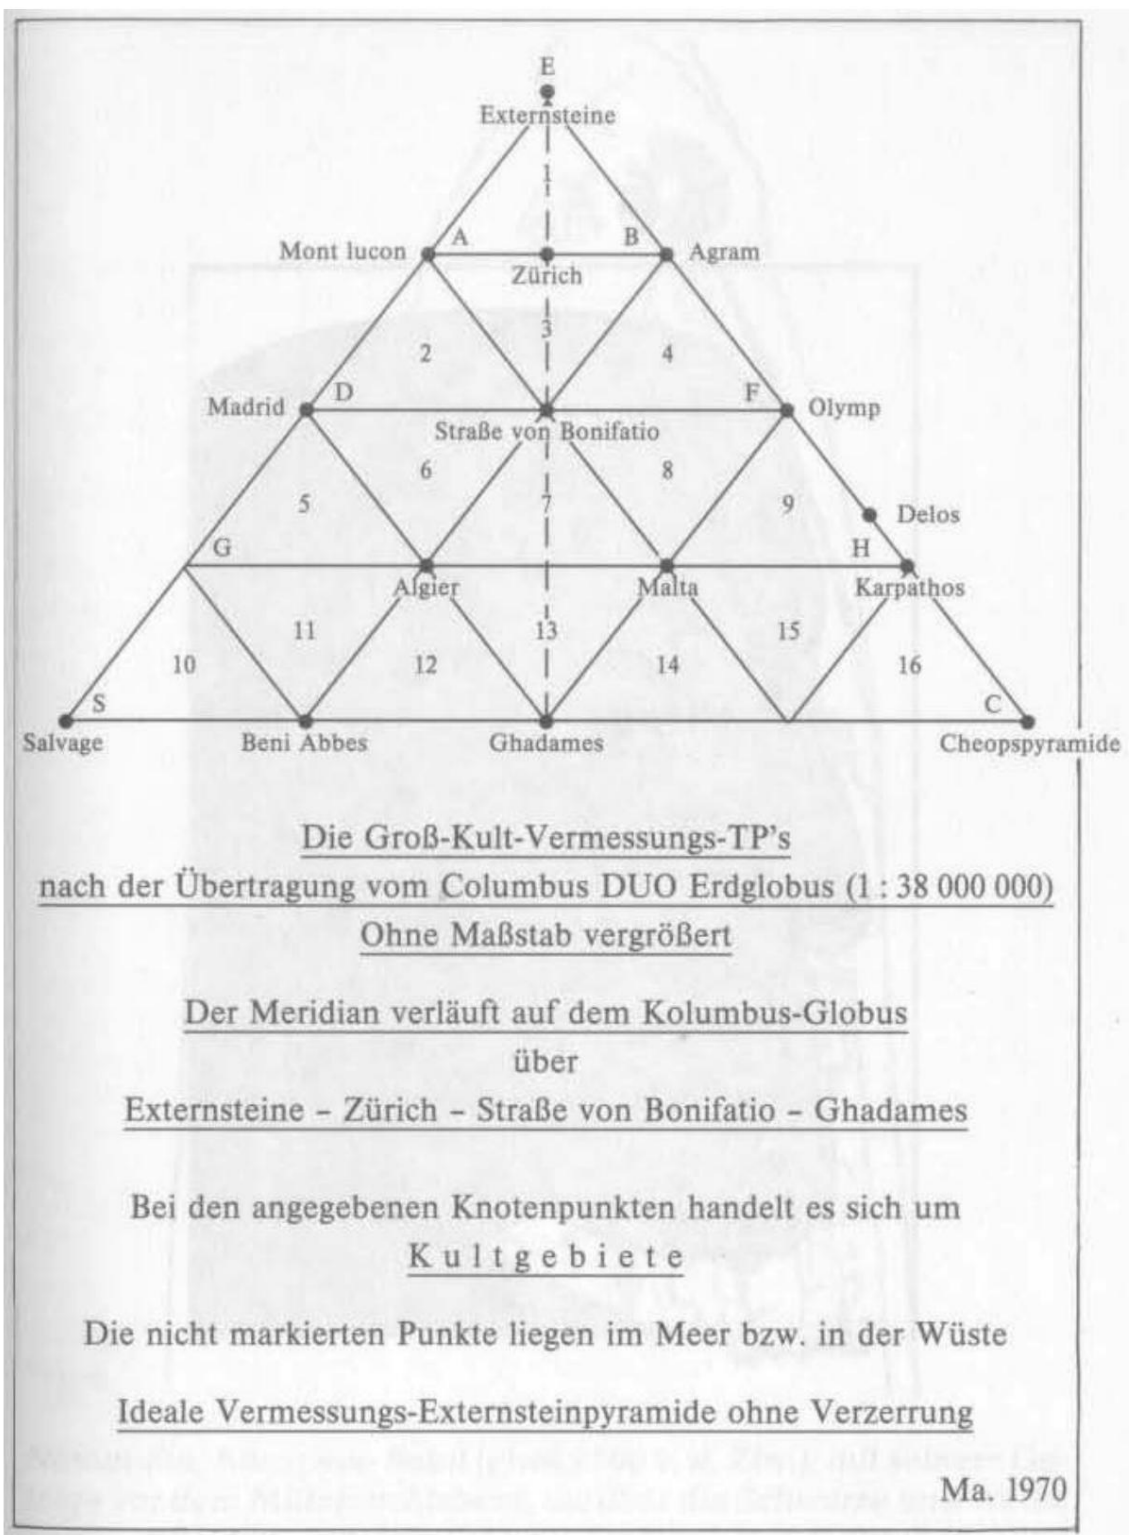 E
Externsteine
1
Mont lucon A B Agram
Zürich
3
2 4
Madrid D F Olymp
Straße von Bonifatio
6 8
5 7 9
Delos
G H
Algier Malta Karpathos
11 13 15
10 12 14 16
S C
Salvage Beni Abbes Ghadames Cheopspyramide
Die Groß-Kult-Vermessungs-TP's
nach der Übertragung vom Columbus DUO Erdglobus (1 : 38 000 000)
Ohne Maßstab vergrößert
Der Meridian verläuft auf dem Kolumbus-Globus
über
Externsteine – Zürich – Straße von Bonifatio – Ghadames
Bei den angegebenen Knotenpunkten handelt es sich um
Kultgebiete
Die nicht markierten Punkte liegen im Meer bzw. in der Wüste
Ideale Vermessungs-Externsteinpyramide ohne Verzerrung
Ma. 1970